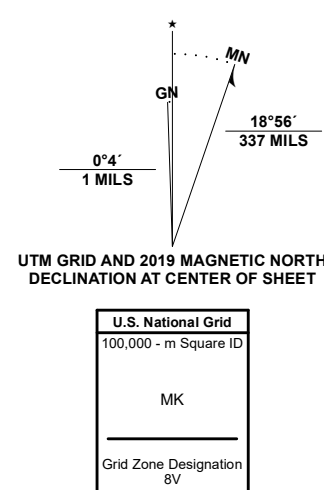 ★
MN
GN
18°56´
337 MILS
0°4´
1 MILS
UTM GRID AND 2019 MAGNETIC NORTH
DECLINATION AT CENTER OF SHEET
U.S. National Grid
100,000 - m Square ID
MK
Grid Zone Designation
8V